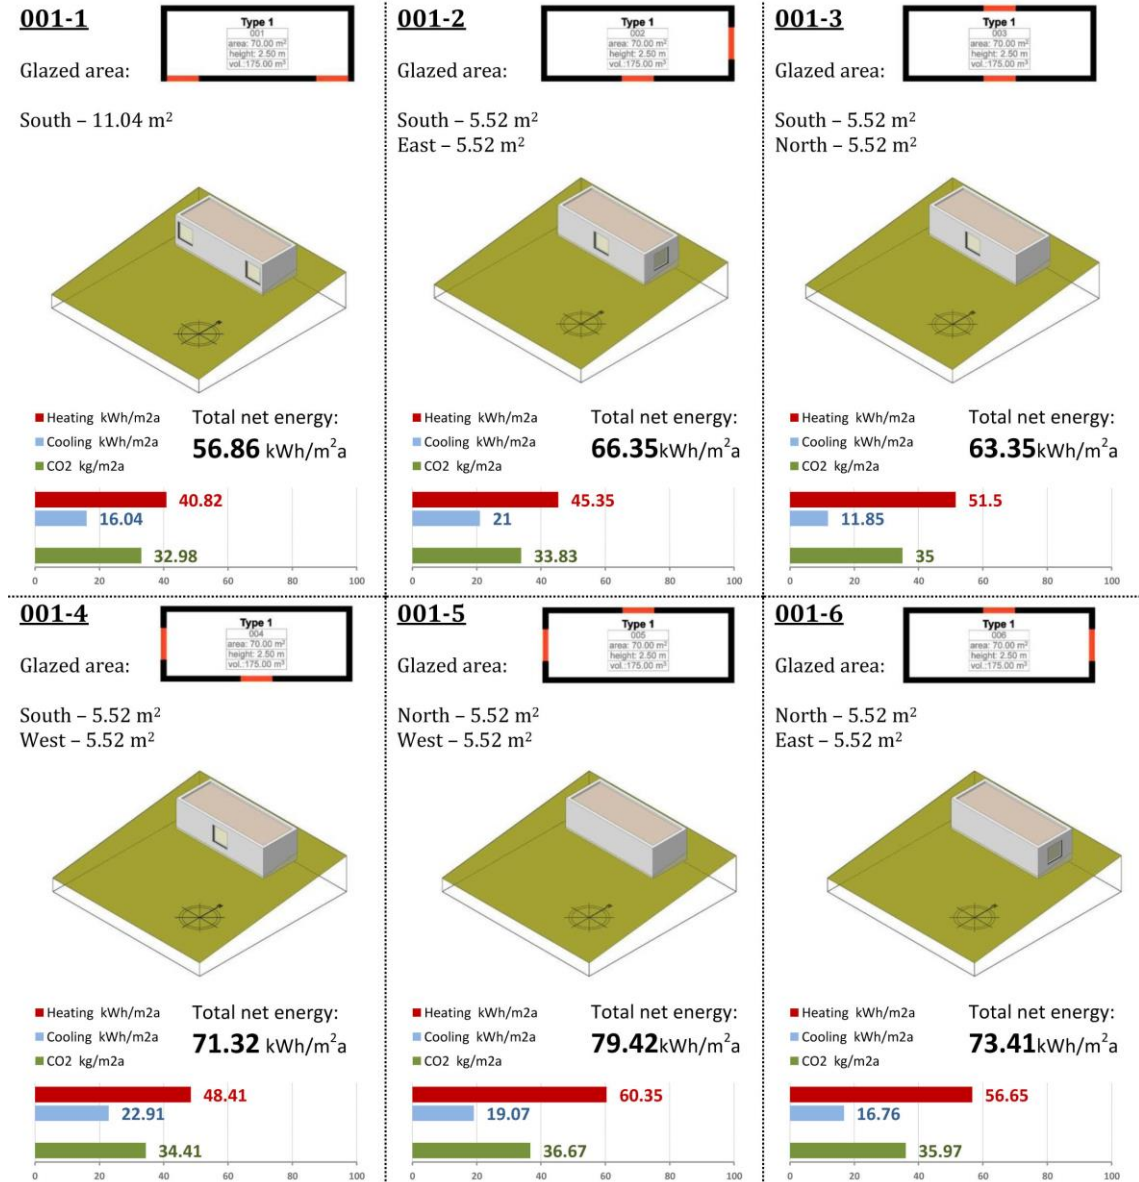 001-1
Type 1
001
area: 70.00 m²
height: 2.50 m
vol.:175.00 m³
Glazed area:
South – 11.04 m²
Heating kWh/m2a
Cooling kWh/m2a
CO2 kg/m2a
Total net energy:
56.86 kWh/m²a
40.82
16.04
32.98
0 20 40 60 80 100
001-2
Type 1
002
area: 70.00 m²
height: 2.50 m
vol.:175.00 m³
Glazed area:
South – 5.52 m²
East – 5.52 m²
Heating kWh/m2a
Cooling kWh/m2a
CO2 kg/m2a
Total net energy:
66.35kWh/m²a
45.35
21
33.83
0 20 40 60 80 100
001-3
Type 1
003
area: 70.00 m²
height: 2.50 m
vol.:175.00 m³
Glazed area:
South – 5.52 m²
North – 5.52 m²
Heating kWh/m2a
Cooling kWh/m2a
CO2 kg/m2a
Total net energy:
63.35kWh/m²a
51.5
11.85
35
0 20 40 60 80 100
001-4
Type 1
004
area: 70.00 m²
height: 2.50 m
vol.:175.00 m³
Glazed area:
South – 5.52 m²
West – 5.52 m²
Heating kWh/m2a
Cooling kWh/m2a
CO2 kg/m2a
Total net energy:
71.32 kWh/m²a
48.41
22.91
34.41
0 20 40 60 80 100
001-5
Type 1
005
area: 70.00 m²
height: 2.50 m
vol.:175.00 m³
Glazed area:
North – 5.52 m²
West – 5.52 m²
Heating kWh/m2a
Cooling kWh/m2a
CO2 kg/m2a
Total net energy:
79.42kWh/m²a
60.35
19.07
36.67
0 20 40 60 80 100
001-6
Type 1
006
area: 70.00 m²
height: 2.50 m
vol.:175.00 m³
Glazed area:
North – 5.52 m²
East – 5.52 m²
Heating kWh/m2a
Cooling kWh/m2a
CO2 kg/m2a
Total net energy:
73.41kWh/m²a
56.65
16.76
35.97
0 20 40 60 80 100